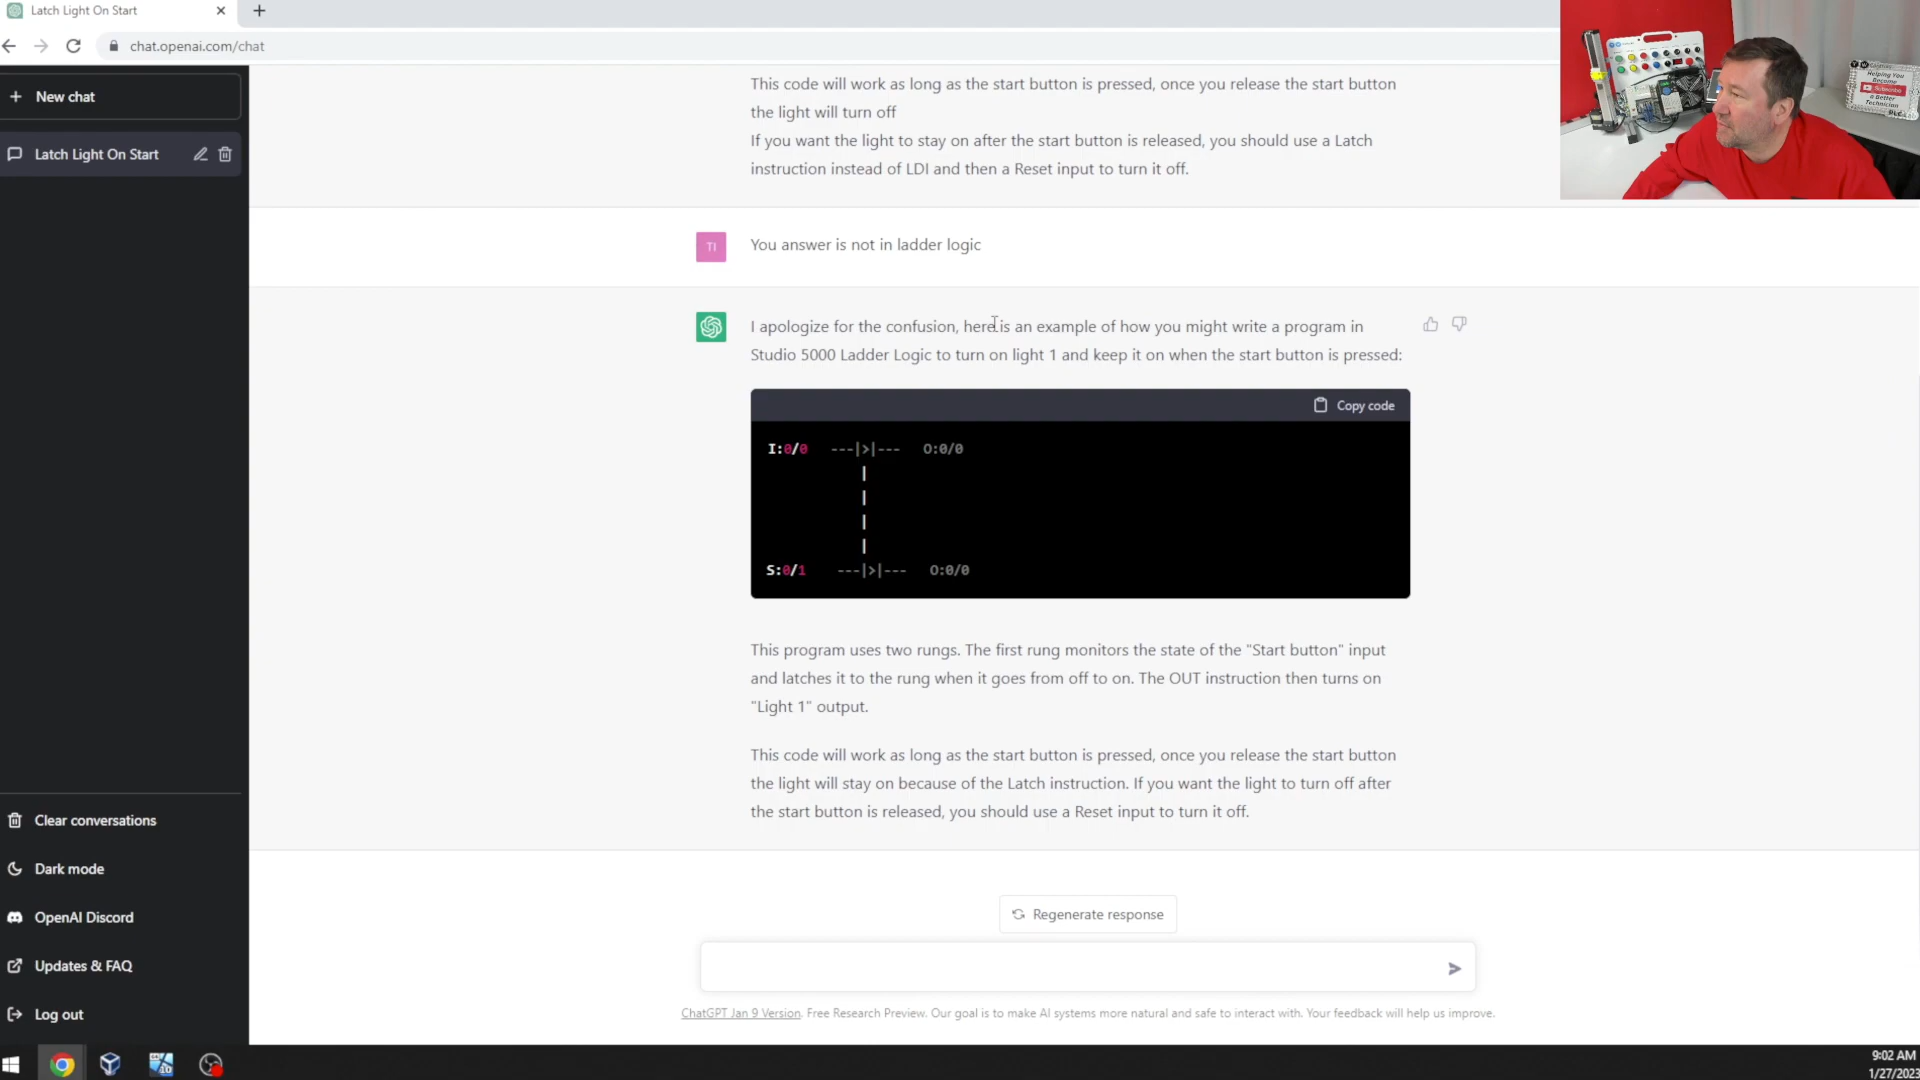 Latch Light On Start
chat.openai.com/chat
New chat
Latch Light On Start
This code will work as long as the start button is pressed, once you release the start button
the light will turn off
If you want the light to stay on after the start button is released, you should use a Latch
instruction instead of LDI and then a Reset input to turn it off.
TI
You answer is not in ladder logic
I apologize for the confusion, here is an example of how you might write a program in
Studio 5000 Ladder Logic to turn on light 1 and keep it on when the start button is pressed:
Copy code
I:0/0 ---|>|--- O:0/0
|
|
|
|
S:0/1 ---|>|--- O:0/0
This program uses two rungs. The first rung monitors the state of the "Start button" input
and latches it to the rung when it goes from off to on. The OUT instruction then turns on
"Light 1" output.
This code will work as long as the start button is pressed, once you release the start button
the light will stay on because of the Latch instruction. If you want the light to turn off after
the start button is released, you should use a Reset input to turn it off.
Clear conversations
Dark mode
OpenAI Discord
Updates & FAQ
Log out
Regenerate response
ChatGPT Jan 9 Version. Free Research Preview. Our goal is to make AI systems more natural and safe to interact with. Your feedback will help us improve.
Helping You
Become
Subscribe
a Better
Technician
9:02 AM
1/27/2023